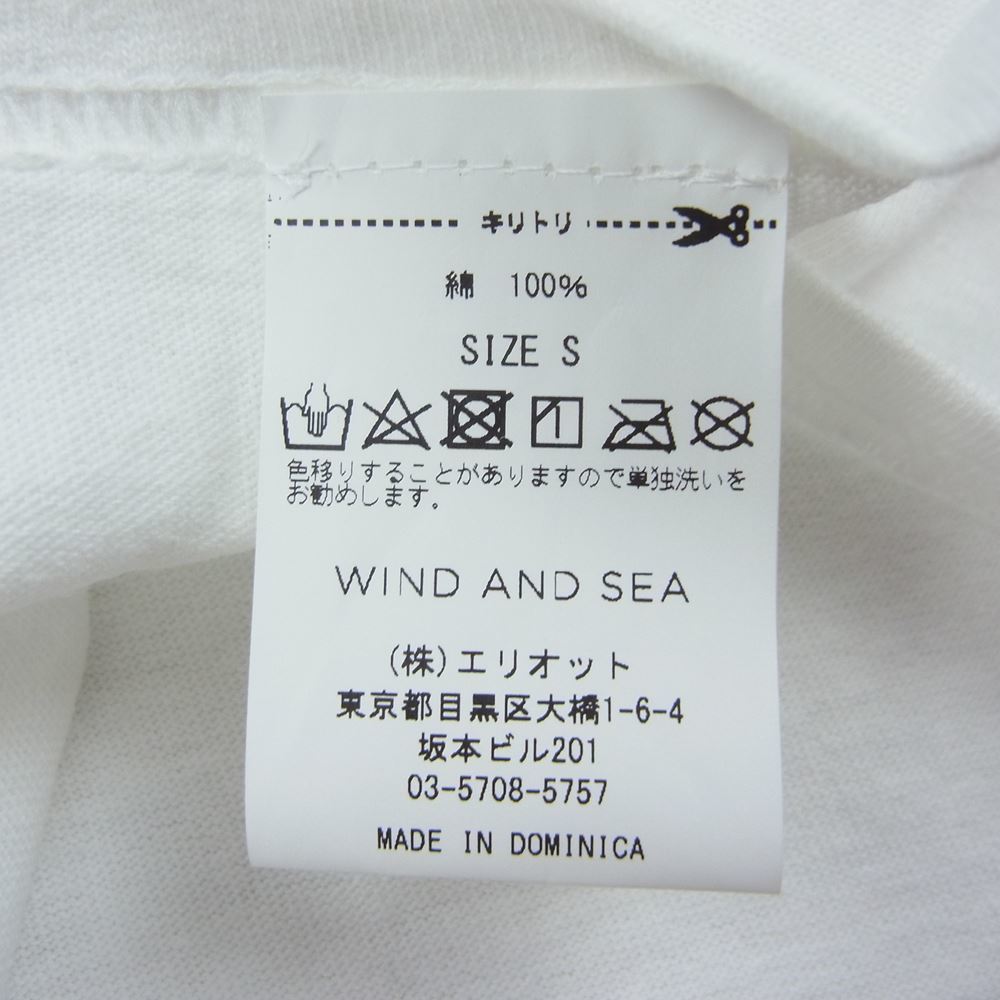 キリトリ
綿 100%
SIZE S
色移りすることがありますので単独洗いを
お勧めします。
WIND AND SEA
(株)エリオット
東京都目黒区大橋1-6-4
坂本ビル201
03-5708-5757
MADE IN DOMINICA